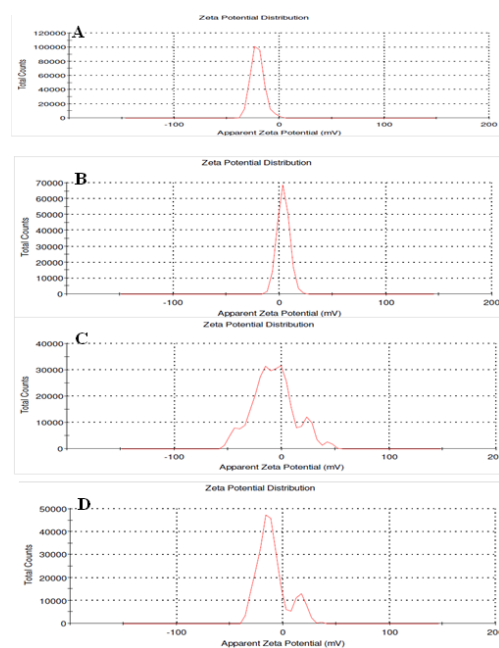 Zeta Potential Distribution
A
120000
100000
80000
60000
40000
20000
0
Total Counts
-100 0 100 200
Apparent Zeta Potential (mV)
Zeta Potential Distribution
B
70000
60000
50000
40000
30000
20000
10000
0
Total Counts
-100 0 100 200
Apparent Zeta Potential (mV)
Zeta Potential Distribution
C
40000
30000
20000
10000
0
Total Counts
-100 0 100 200
Apparent Zeta Potential (mV)
Zeta Potential Distribution
D
50000
40000
30000
20000
10000
0
Total Counts
-100 0 100 200
Apparent Zeta Potential (mV)